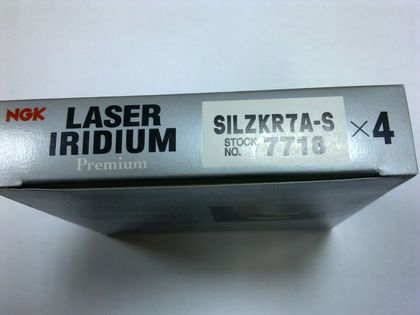 NGK
LASER
IRIDIUM
Premium
SILZKR7A-S
STOCK NO. 7718
×4